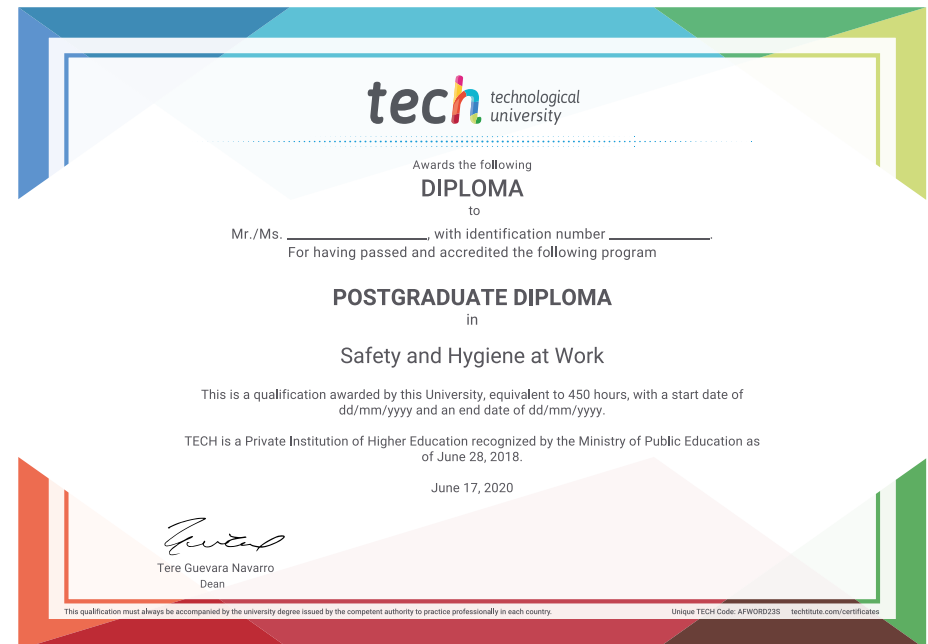 tech technological
university
Awards the following
DIPLOMA
to
Mr./Ms. ____________________, with identification number ______________.
For having passed and accredited the following program
POSTGRADUATE DIPLOMA
in
Safety and Hygiene at Work
This is a qualification awarded by this University, equivalent to 450 hours, with a start date of
dd/mm/yyyy and an end date of dd/mm/yyyy.
TECH is a Private Institution of Higher Education recognized by the Ministry of Public Education as
of June 28, 2018.
June 17, 2020
Tere Guevara Navarro
Dean
This qualification must always be accompanied by the university degree issued by the competent authority to practice professionally in each country. Unique TECH Code: AFWORD23S techtitute.com/certificates